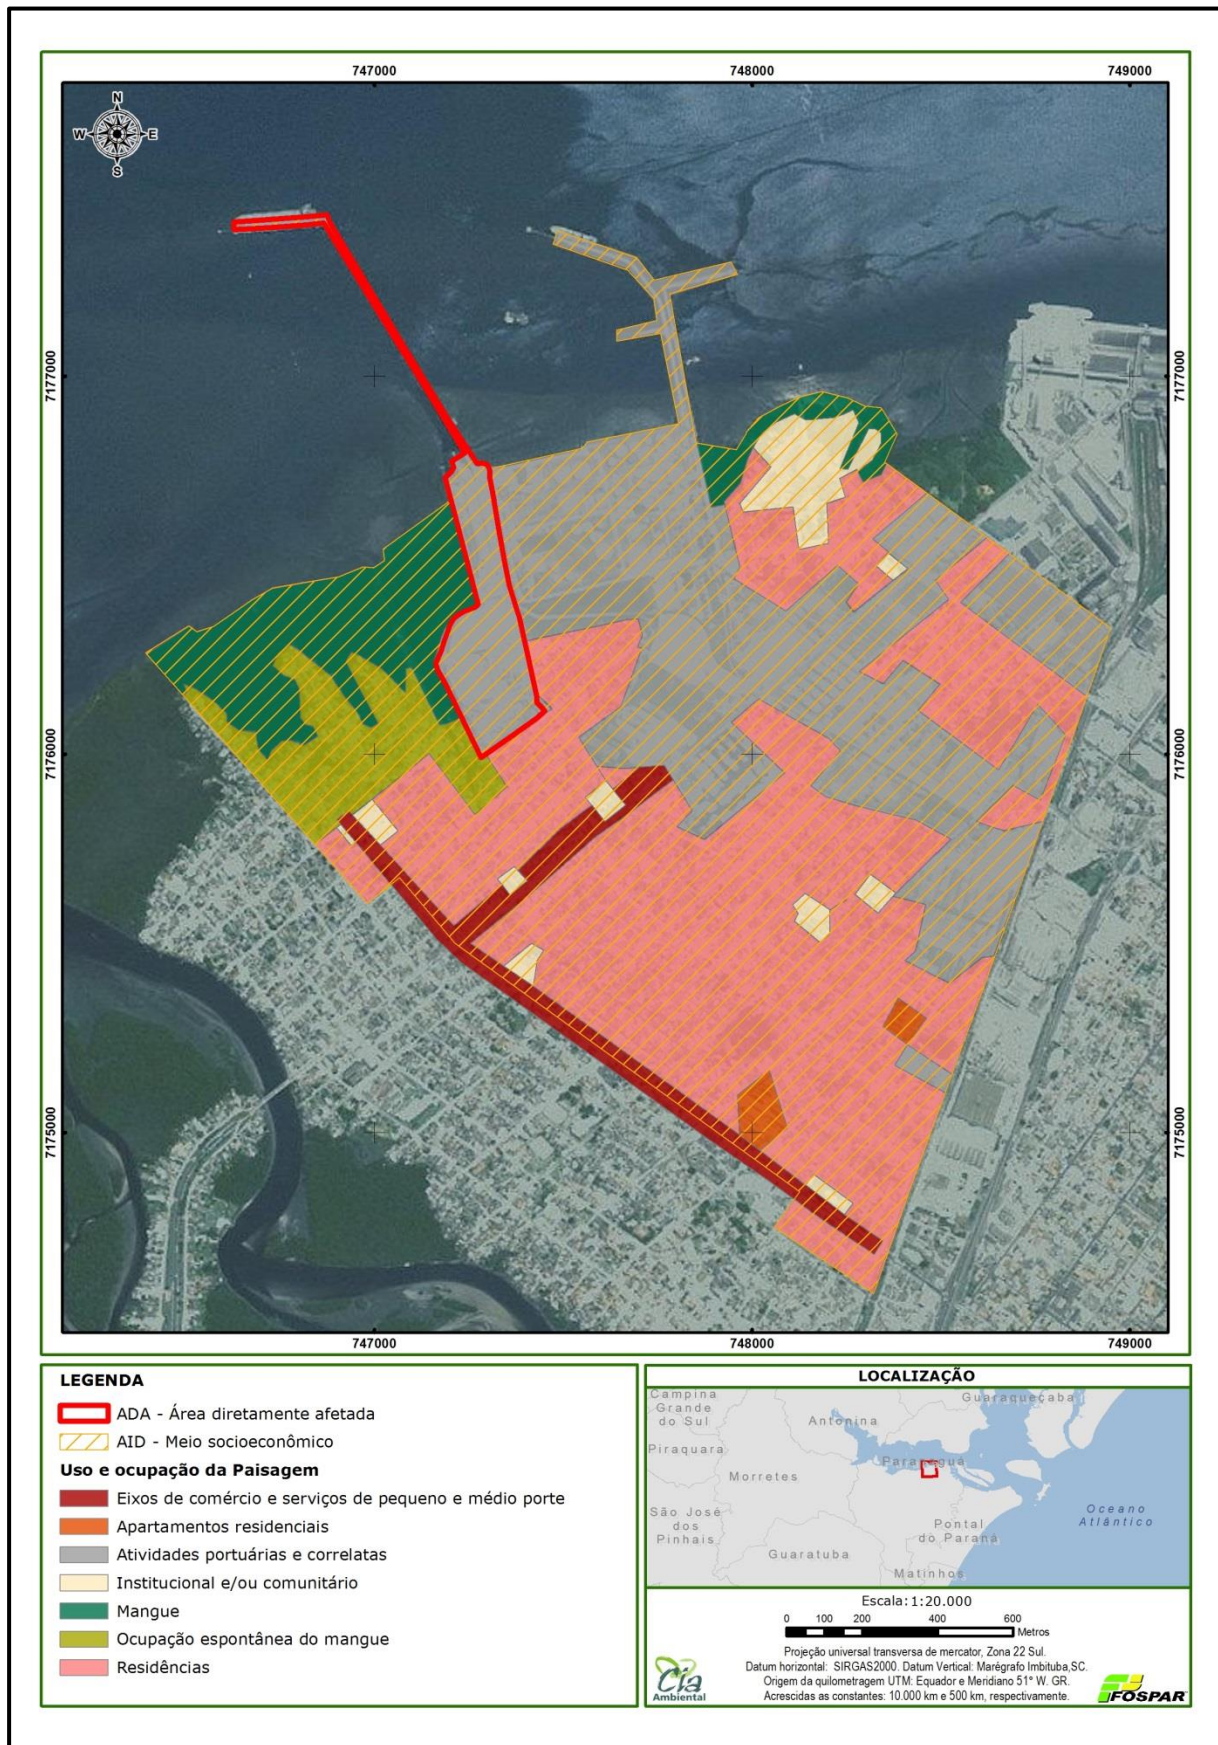 747000 748000 749000
N
W E
S
7177000 7177000
7176000 7176000
7175000 7175000
747000 748000 749000
LEGENDA
ADA - Área diretamente afetada
AID - Meio socioeconômico
Uso e ocupação da Paisagem
Eixos de comércio e serviços de pequeno e médio porte
Apartamentos residenciais
Atividades portuárias e correlatas
Institucional e/ou comunitário
Mangue
Ocupação espontânea do mangue
Residências
LOCALIZAÇÃO
Campina
Grande
do Sul
Guaraqueçaba
Antonina
Piraquara
Paranaguá
Morretes
São José
dos
Pinhais
Oceano
Atlântico
Pontal
do Paraná
Guaratuba
Matinhos
Escala: 1:20.000
0 100 200 400 600
Metros
Projeção universal transversa de mercator, Zona 22 Sul.
Datum horizontal: SIRGAS2000. Datum Vertical: Marégrafo Imbituba,SC.
Origem da quilometragem UTM: Equador e Meridiano 51° W. GR.
Acrescidas as constantes: 10.000 km e 500 km, respectivamente.
Cia
Ambiental
FOSPAR